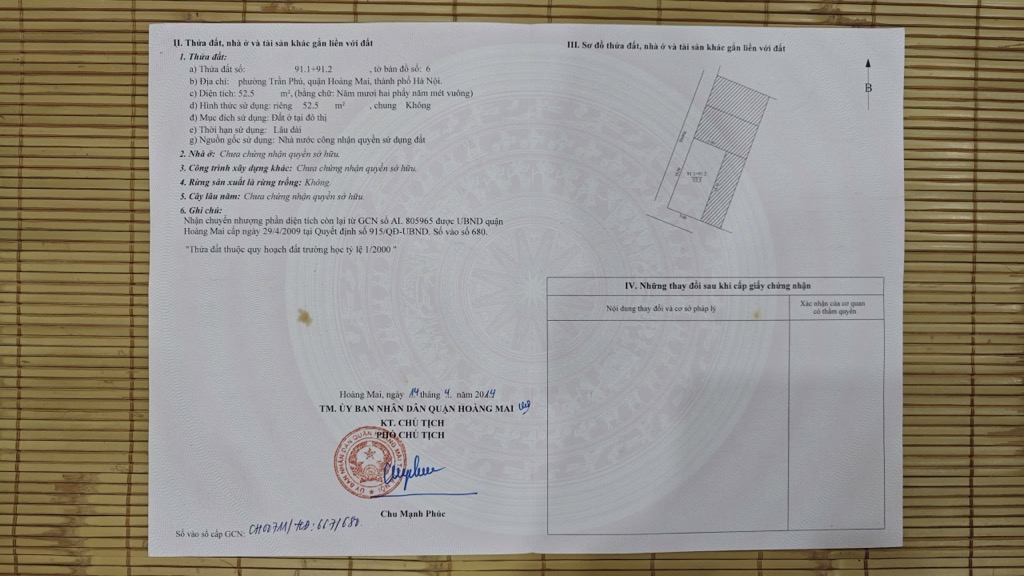 II. Thửa đất, nhà ở và tài sản khác gắn liền với đất
1. Thửa đất:
a) Thửa đất số: 91.1+91.2 , tờ bản đồ số: 6
b) Địa chỉ: phường Trần Phú, quận Hoàng Mai, thành phố Hà Nội.
c) Diện tích: 52.5 m², (bằng chữ: Năm mươi hai phẩy năm mét vuông)
d) Hình thức sử dụng: riêng 52.5 m² , chung Không
đ) Mục đích sử dụng: Đất ở tại đô thị
e) Thời hạn sử dụng: Lâu dài
g) Nguồn gốc sử dụng: Nhà nước công nhận quyền sử dụng đất
2. Nhà ở: Chưa chứng nhận quyền sở hữu.
3. Công trình xây dựng khác: Chưa chứng nhận quyền sở hữu.
4. Rừng sản xuất là rừng trồng: Không.
5. Cây lâu năm: Chưa chứng nhận quyền sở hữu.
6. Ghi chú:
Nhận chuyển nhượng phần diện tích còn lại từ GCN số AL 805965 được UBND quận
Hoàng Mai cấp ngày 29/4/2009 tại Quyết định số 915/QĐ-UBND. Số vào sổ 680.
"Thửa đất thuộc quy hoạch đất trường học tỷ lệ 1/2000 "
Hoàng Mai, ngày 14 tháng 4. năm 2014
TM. ỦY BAN NHÂN DÂN QUẬN HOÀNG MAI
KT. CHỦ TỊCH
PHÓ CHỦ TỊCH
Chu Mạnh Phúc
Số vào sổ cấp GCN:
III. Sơ đồ thửa đất, nhà ở và tài sản khác gắn liền với đất
B
91.1+91.2
52.5
IV. Những thay đổi sau khi cấp giấy chứng nhận
Nội dung thay đổi và cơ sở pháp lý
Xác nhận của cơ quan
có thẩm quyền